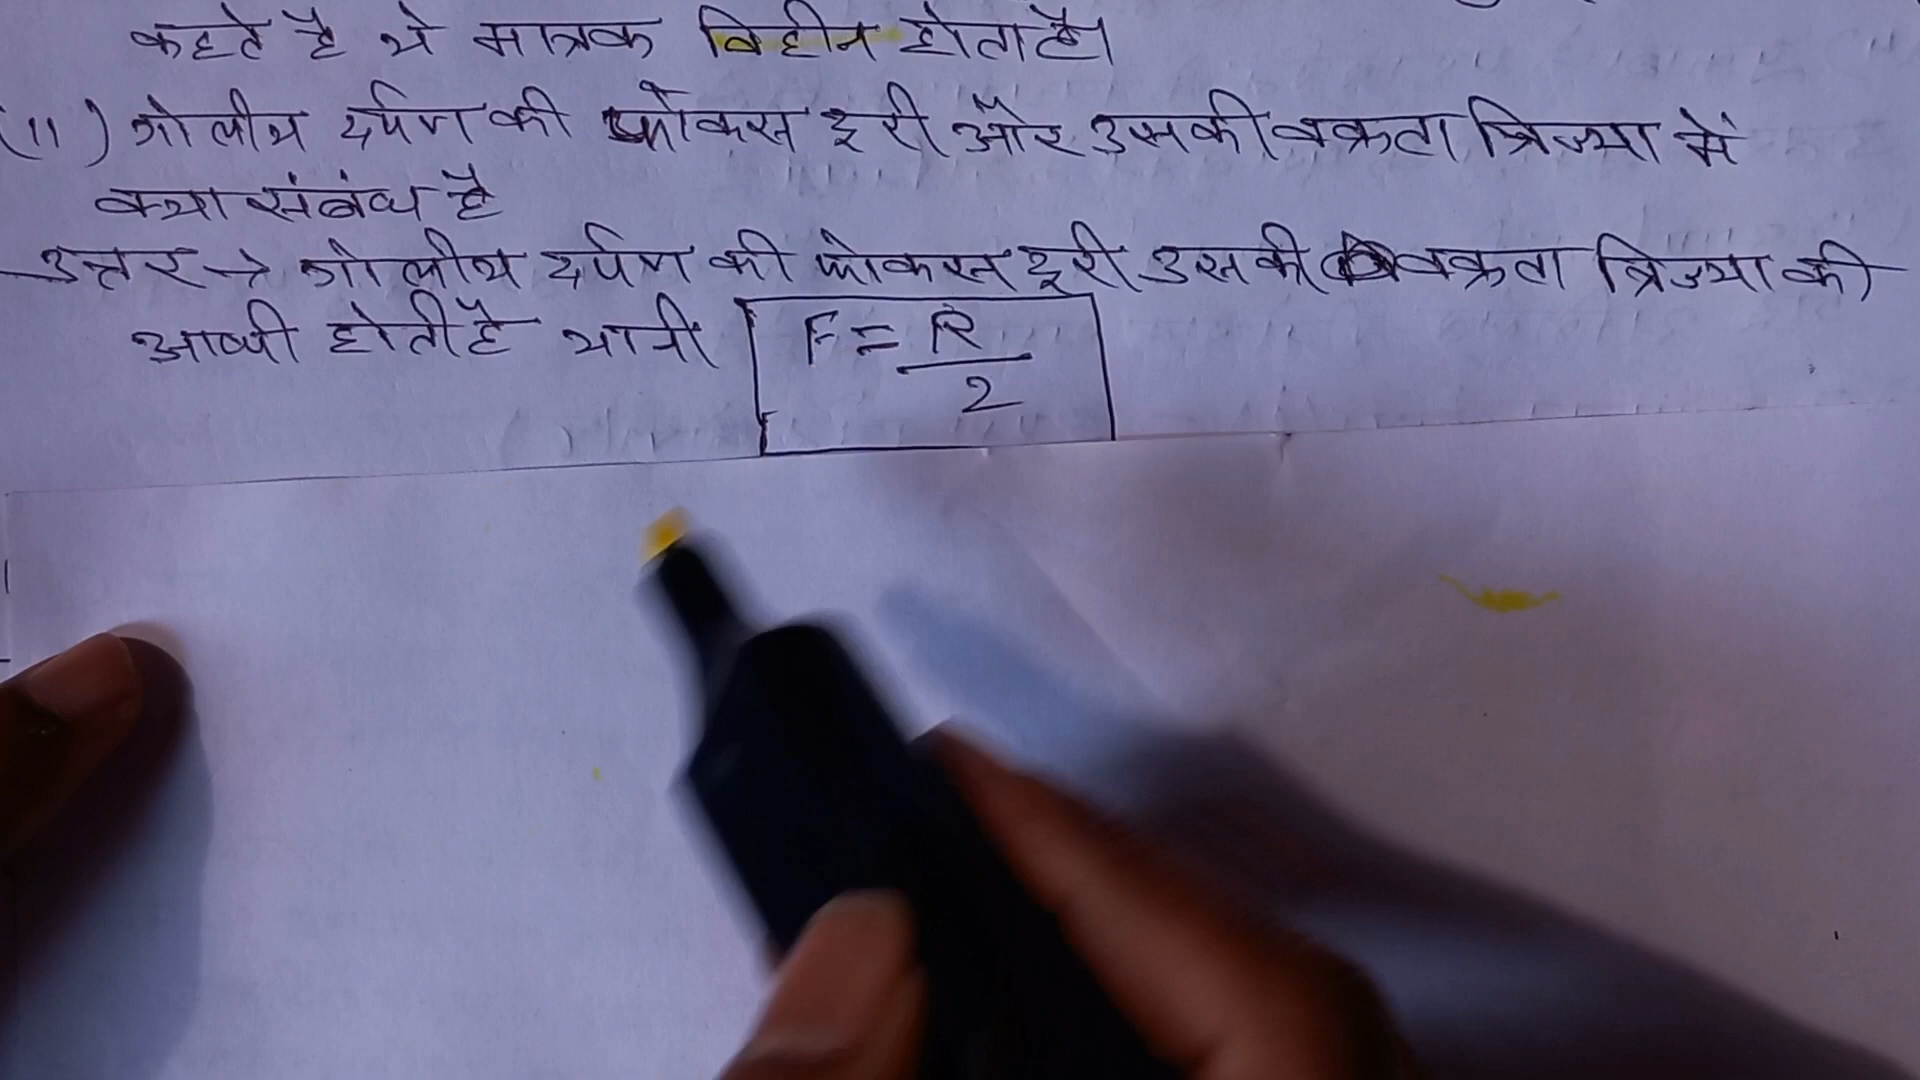 कहते है ये मात्रक विहीन होता है।
(11) गोलीय दर्पण की फोकस दूरी और उसकी वक्रता त्रिज्या में
क्या संबंध है
उत्तर → गोलीय दर्पण की फोकस दूरी उसकी वक्रता त्रिज्या की
आधी होती है यानी F = R/2